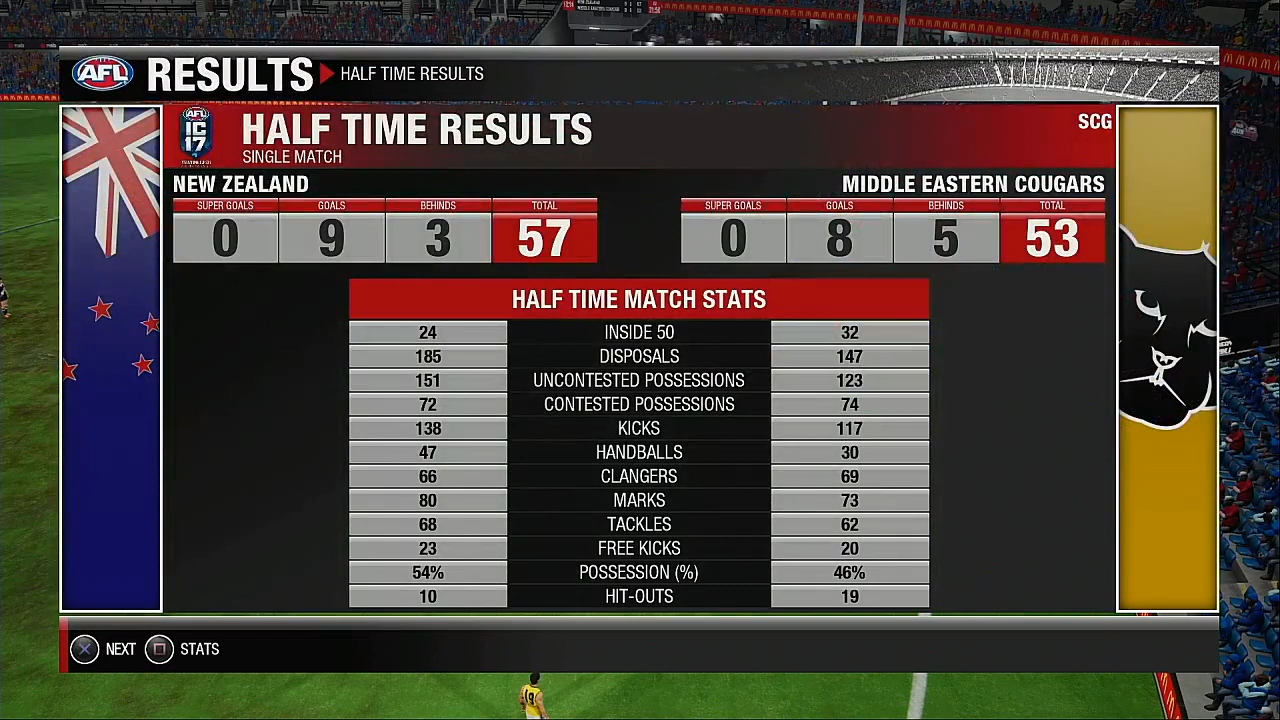 AFL RESULTS HALF TIME RESULTS
AFL
IC
17
HALF TIME RESULTS
SCG
SINGLE MATCH
NEW ZEALAND MIDDLE EASTERN COUGARS
SUPER GOALS GOALS BEHINDS TOTAL SUPER GOALS GOALS BEHINDS TOTAL
0 9 3 57 0 8 5 53
HALF TIME MATCH STATS
24 INSIDE 50 32
185 DISPOSALS 147
151 UNCONTESTED POSSESSIONS 123
72 CONTESTED POSSESSIONS 74
138 KICKS 117
47 HANDBALLS 30
66 CLANGERS 69
80 MARKS 73
68 TACKLES 62
23 FREE KICKS 20
54% POSSESSION (%) 46%
10 HIT-OUTS 19
NEXT STATS
19